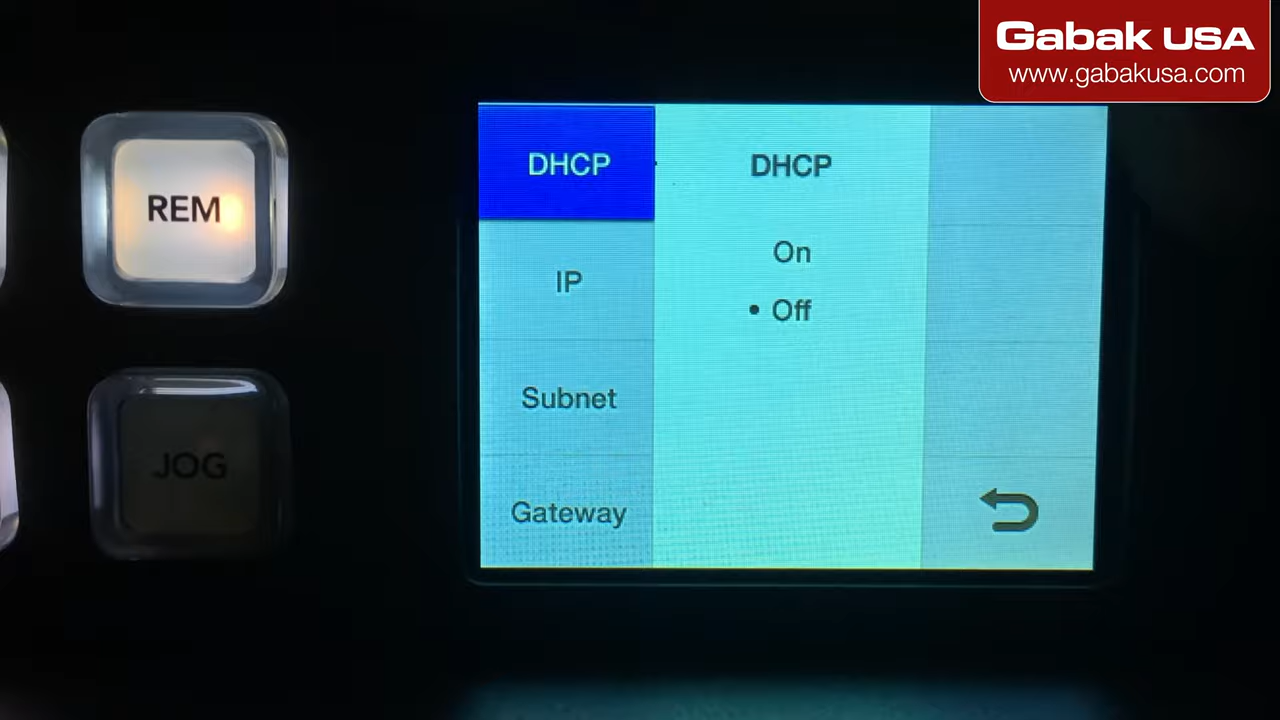 Gabak USA
www.gabakusa.com
REM
JOG
DHCP
IP
Subnet
Gateway
DHCP
On
• Off